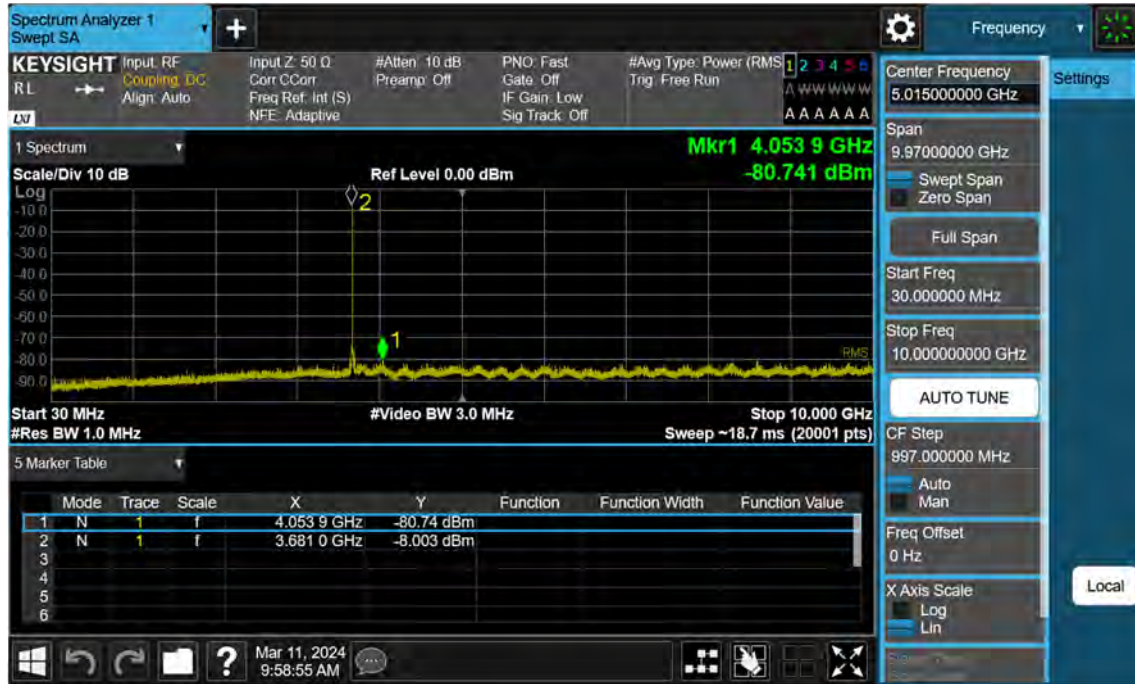 Spectrum Analyzer 1
Swept SA
+
Frequency
KEYSIGHT
RL
LXI
Input: RF
Coupling: DC
Align: Auto
Input Z: 50 Ω
Corr CCorr
Freq Ref: Int (S)
NFE: Adaptive
#Atten: 10 dB
Preamp: Off
PNO: Fast
Gate: Off
IF Gain: Low
Sig Track: Off
#Avg Type: Power (RMS
Trig: Free Run
1 2 3 4 5 6
A W W W W W
A A A A A A
Center Frequency
5.015000000 GHz
Settings
1 Spectrum
Mkr1 4.053 9 GHz
-80.741 dBm
Scale/Div 10 dB
Ref Level 0.00 dBm
Log
-10.0
-20.0
-30.0
-40.0
-50.0
-60.0
-70.0
-80.0
-90.0
2
1
RMS
Start 30 MHz
#Video BW 3.0 MHz
Stop 10.000 GHz
#Res BW 1.0 MHz
Sweep ~18.7 ms (20001 pts)
Span
9.97000000 GHz
Swept Span
Zero Span
Full Span
Start Freq
30.000000 MHz
Stop Freq
10.000000000 GHz
AUTO TUNE
CF Step
997.000000 MHz
Auto
Man
Freq Offset
0 Hz
X Axis Scale
Log
Lin
Local
5 Marker Table
Mode Trace Scale X Y Function Function Width Function Value
1 N 1 f 4.053 9 GHz -80.74 dBm
2 N 1 f 3.681 0 GHz -8.003 dBm
3
4
5
6
?
Mar 11, 2024
9:58:55 AM